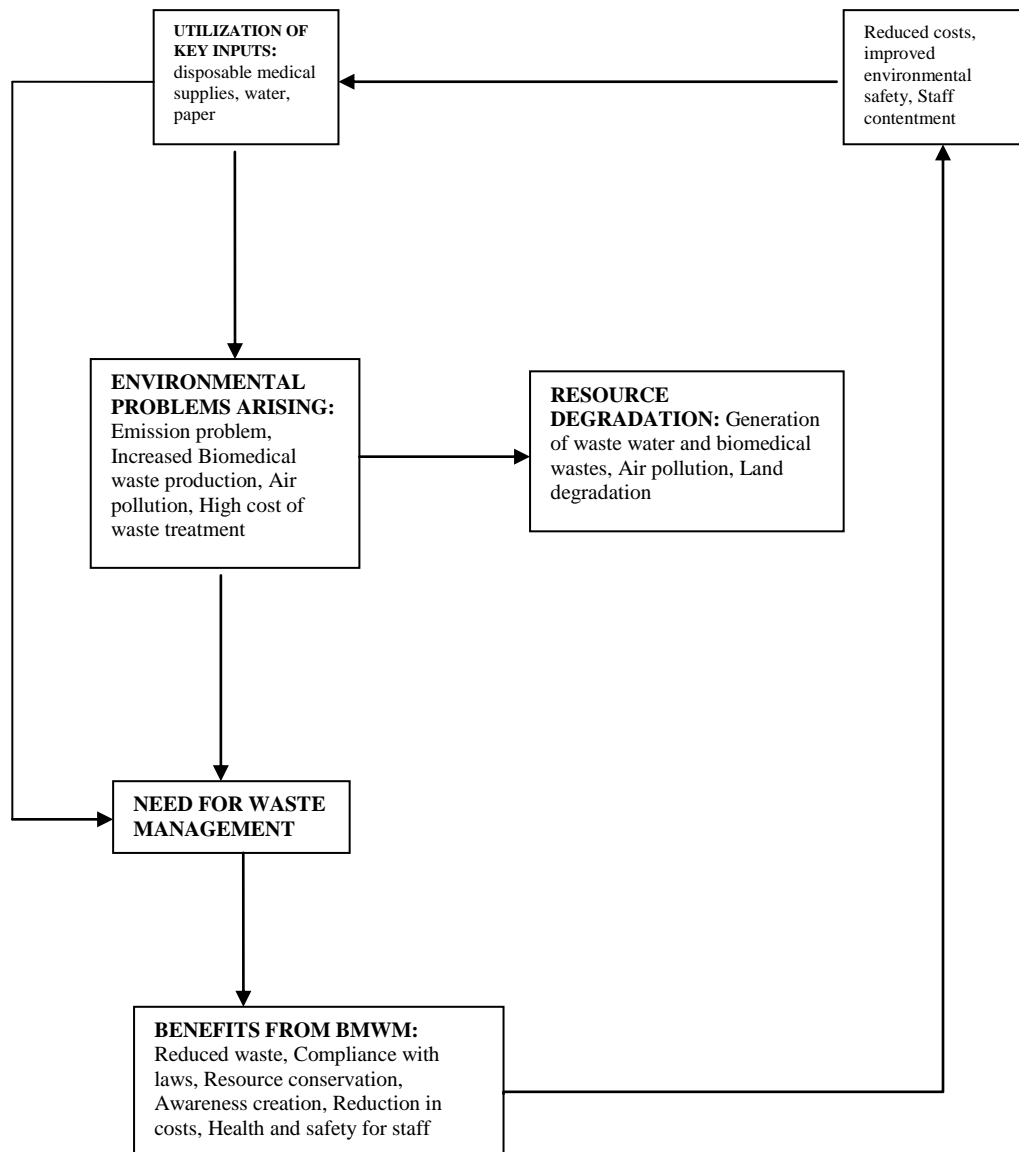 UTILIZATION OF
KEY INPUTS:
disposable medical
supplies, water,
paper
Reduced costs,
improved
environmental
safety, Staff
contentment
ENVIRONMENTAL
PROBLEMS ARISING:
Emission problem,
Increased Biomedical
waste production, Air
pollution, High cost of
waste treatment
RESOURCE
DEGRADATION: Generation
of waste water and biomedical
wastes, Air pollution, Land
degradation
NEED FOR WASTE
MANAGEMENT
BENEFITS FROM BMWM:
Reduced waste, Compliance with
laws, Resource conservation,
Awareness creation, Reduction in
costs, Health and safety for staff